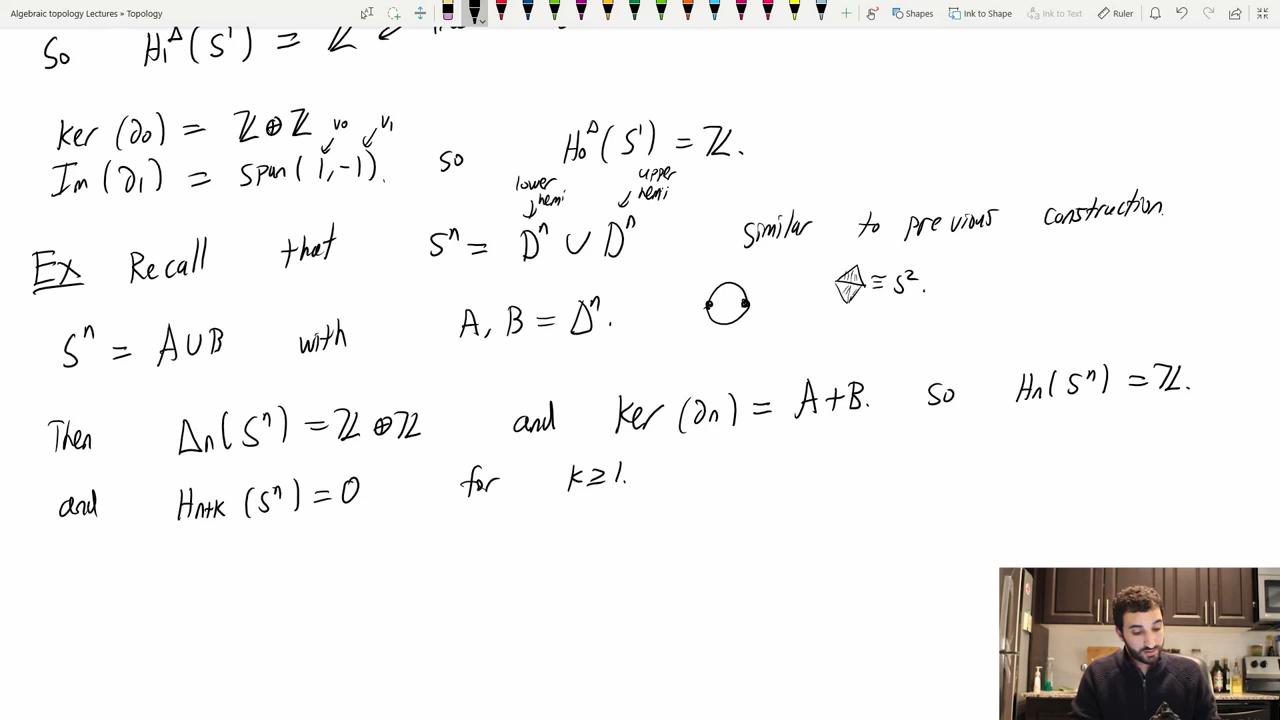 Algebraic topology Lectures » Topology
Shapes
Ink to Shape
Ink to Text
Ruler
So H₁^Δ(S¹) = ℤ
ker(∂₀) = ℤ⊕ℤ v₀ v₁
Im(∂₁) = span(1,-1). so H₀^Δ(S¹) = ℤ.
lower hemi upper hemi
Ex Recall that Sⁿ = Dⁿ ∪ Dⁿ similar to previous construction.
Sⁿ = A∪B with A, B = Δⁿ. ≅ S².
Then Δₙ(Sⁿ) = ℤ⊕ℤ and ker(∂ₙ) = A+B. so Hₙ(Sⁿ) = ℤ.
and Hₙ₊ₖ(Sⁿ) = 0 for k ≥ 1.